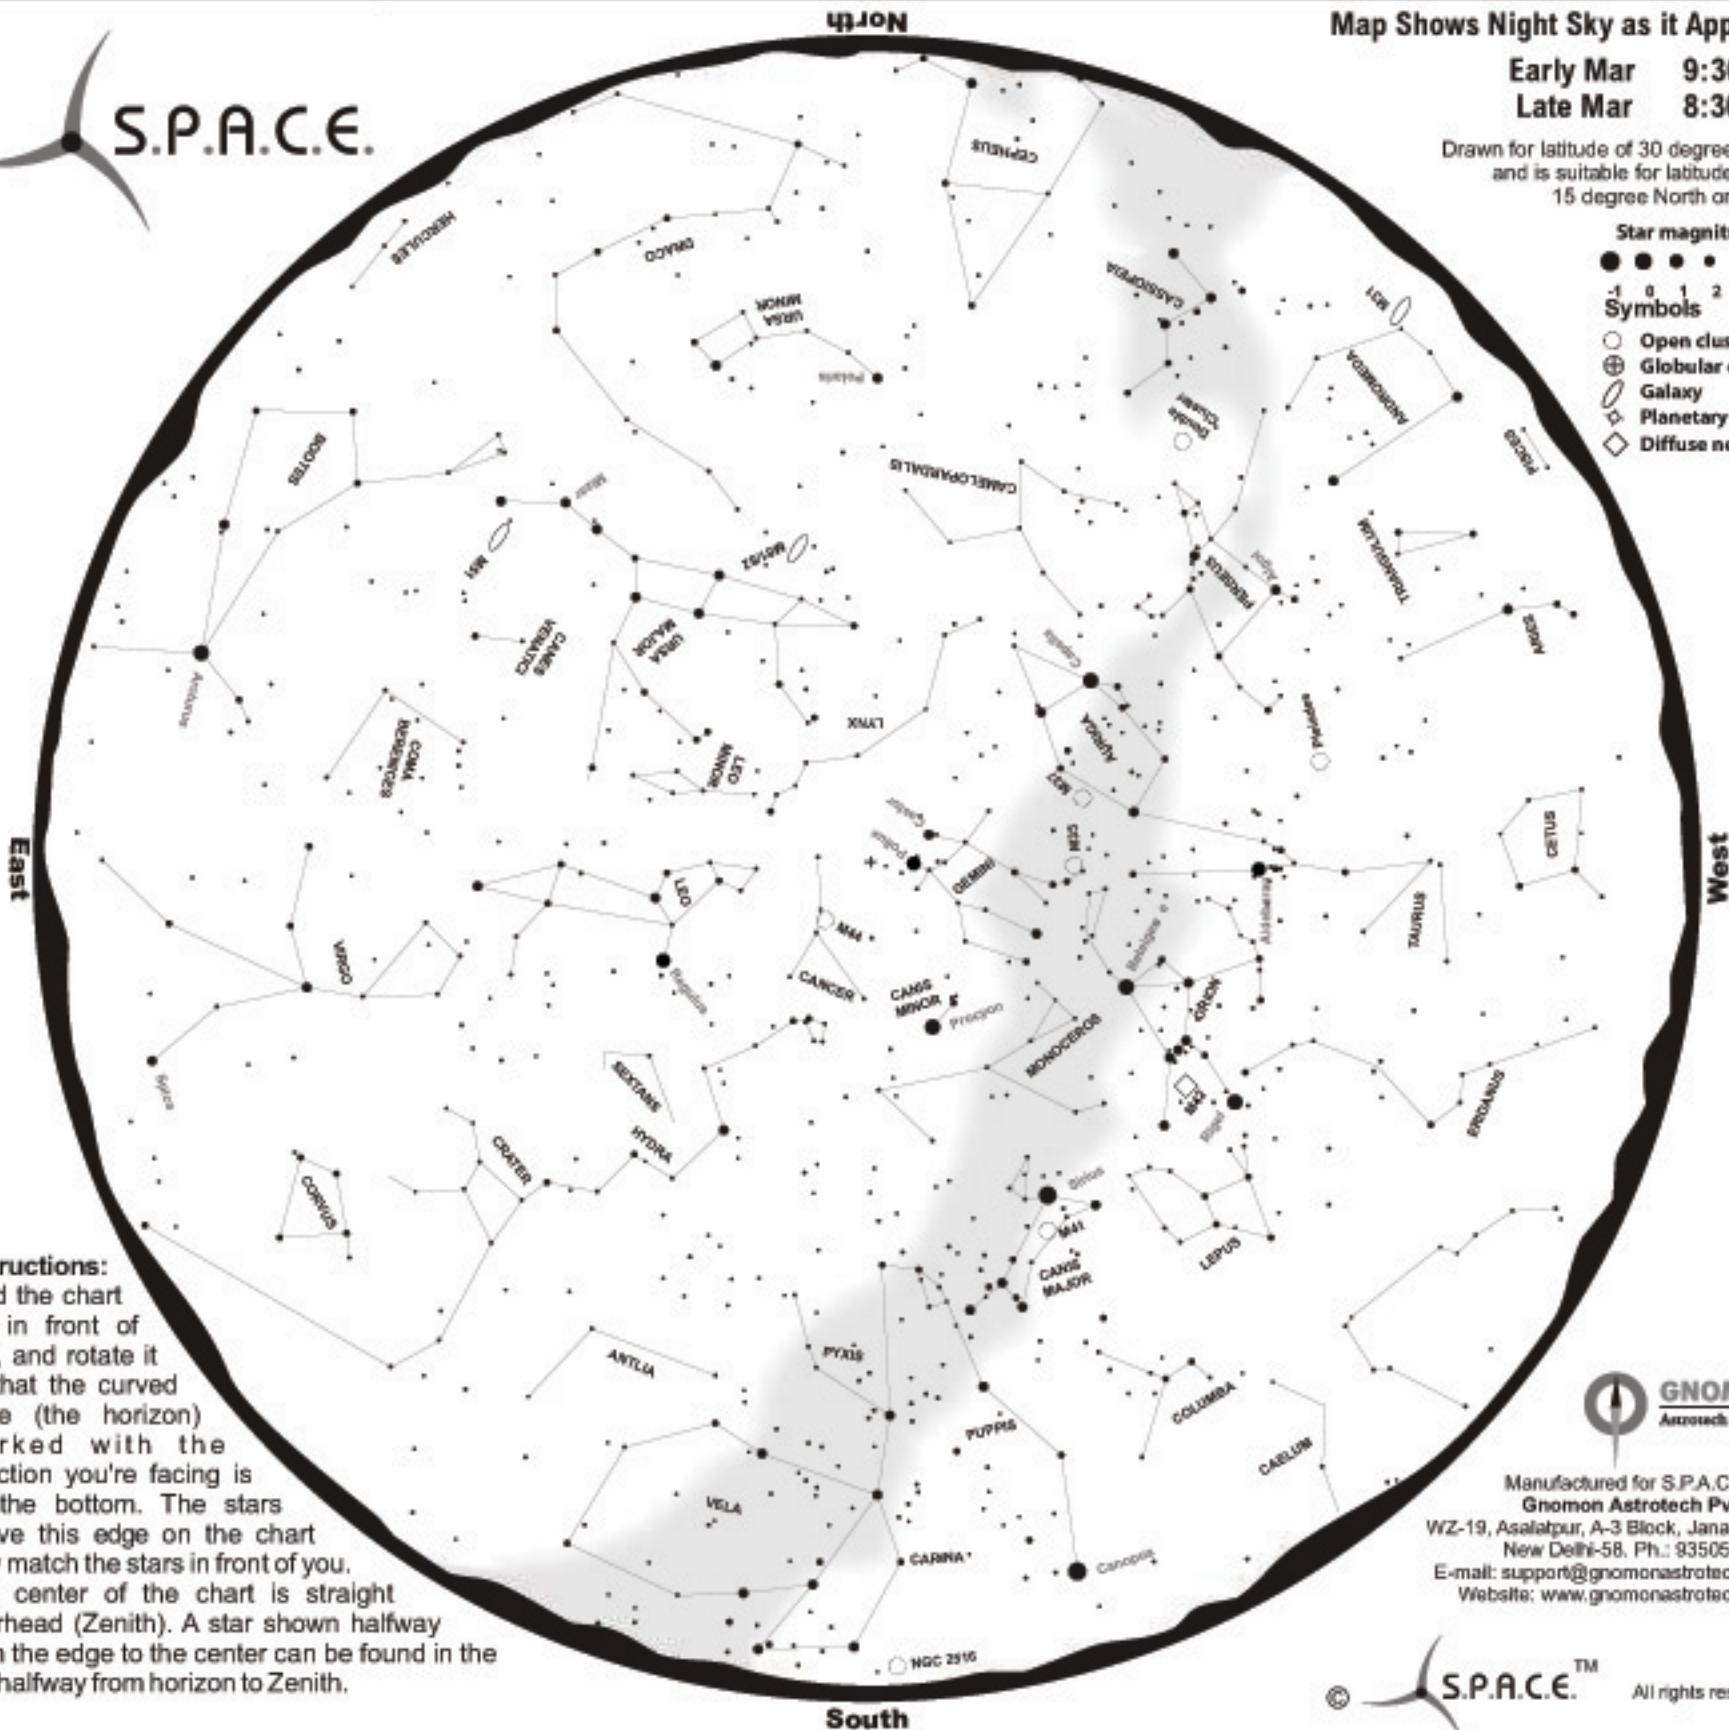 North
Map Shows Night Sky as it App
Early Mar 9:30
Late Mar 8:30
Drawn for latitude of 30 degree
and is suitable for latitude
15 degree North or
Star magnit
-1 0 1 2
Symbols
Open clus
Globular
Galaxy
Planetary
Diffuse ne
S.P.A.C.E.
CEPHEUS
HERCULES
DRACO
CASSIOPEIA
M31
URSA
MINOR
Polaris
ANDROMEDA
Double
Cluster
PISCES
BOOTES
CAMELOPARDALIS
Mizar
M51
M81/82
TRIANGULUM
Algol
PERSEUS
ARIES
CANES
VENATICI
URSA
MAJOR
Capella
Arcturus
LYNX
Pleiades
AURIGA
COMA
BERENICES
LEO
MINOR
M37
Castor
Pollux
M35
CETUS
East
West
GEMINI
LEO
Aldebaran
TAURUS
M44
Betelgeuse
VIRGO
Regulus
CANCER
CANIS
MINOR
Procyon
ORION
MONOCEROS
SEXTANS
Spica
M42
Rigel
ERIDANUS
HYDRA
CRATER
CORVUS
Sirius
M41
LEPUS
CANIS
MAJOR
PYXIS
ANTLIA
COLUMBA
PUPPIS
CAELUM
VELA
CARINA
Canopus
NGC 2516
South
ructions:
d the chart
in front of
, and rotate it
hat the curved
e (the horizon)
rked with the
ction you're facing is
the bottom. The stars
ve this edge on the chart
match the stars in front of you.
center of the chart is straight
rhead (Zenith). A star shown halfway
n the edge to the center can be found in the
halfway from horizon to Zenith.
GNOM
Astrotech
Manufactured for S.P.A.C
Gnomon Astrotech Pv
WZ-19, Asalatpur, A-3 Block, Jana
New Delhi-58. Ph.: 93505
E-mail: support@gnomonastrotec
Website: www.gnomonastrotec
© S.P.A.C.E.™ All rights res